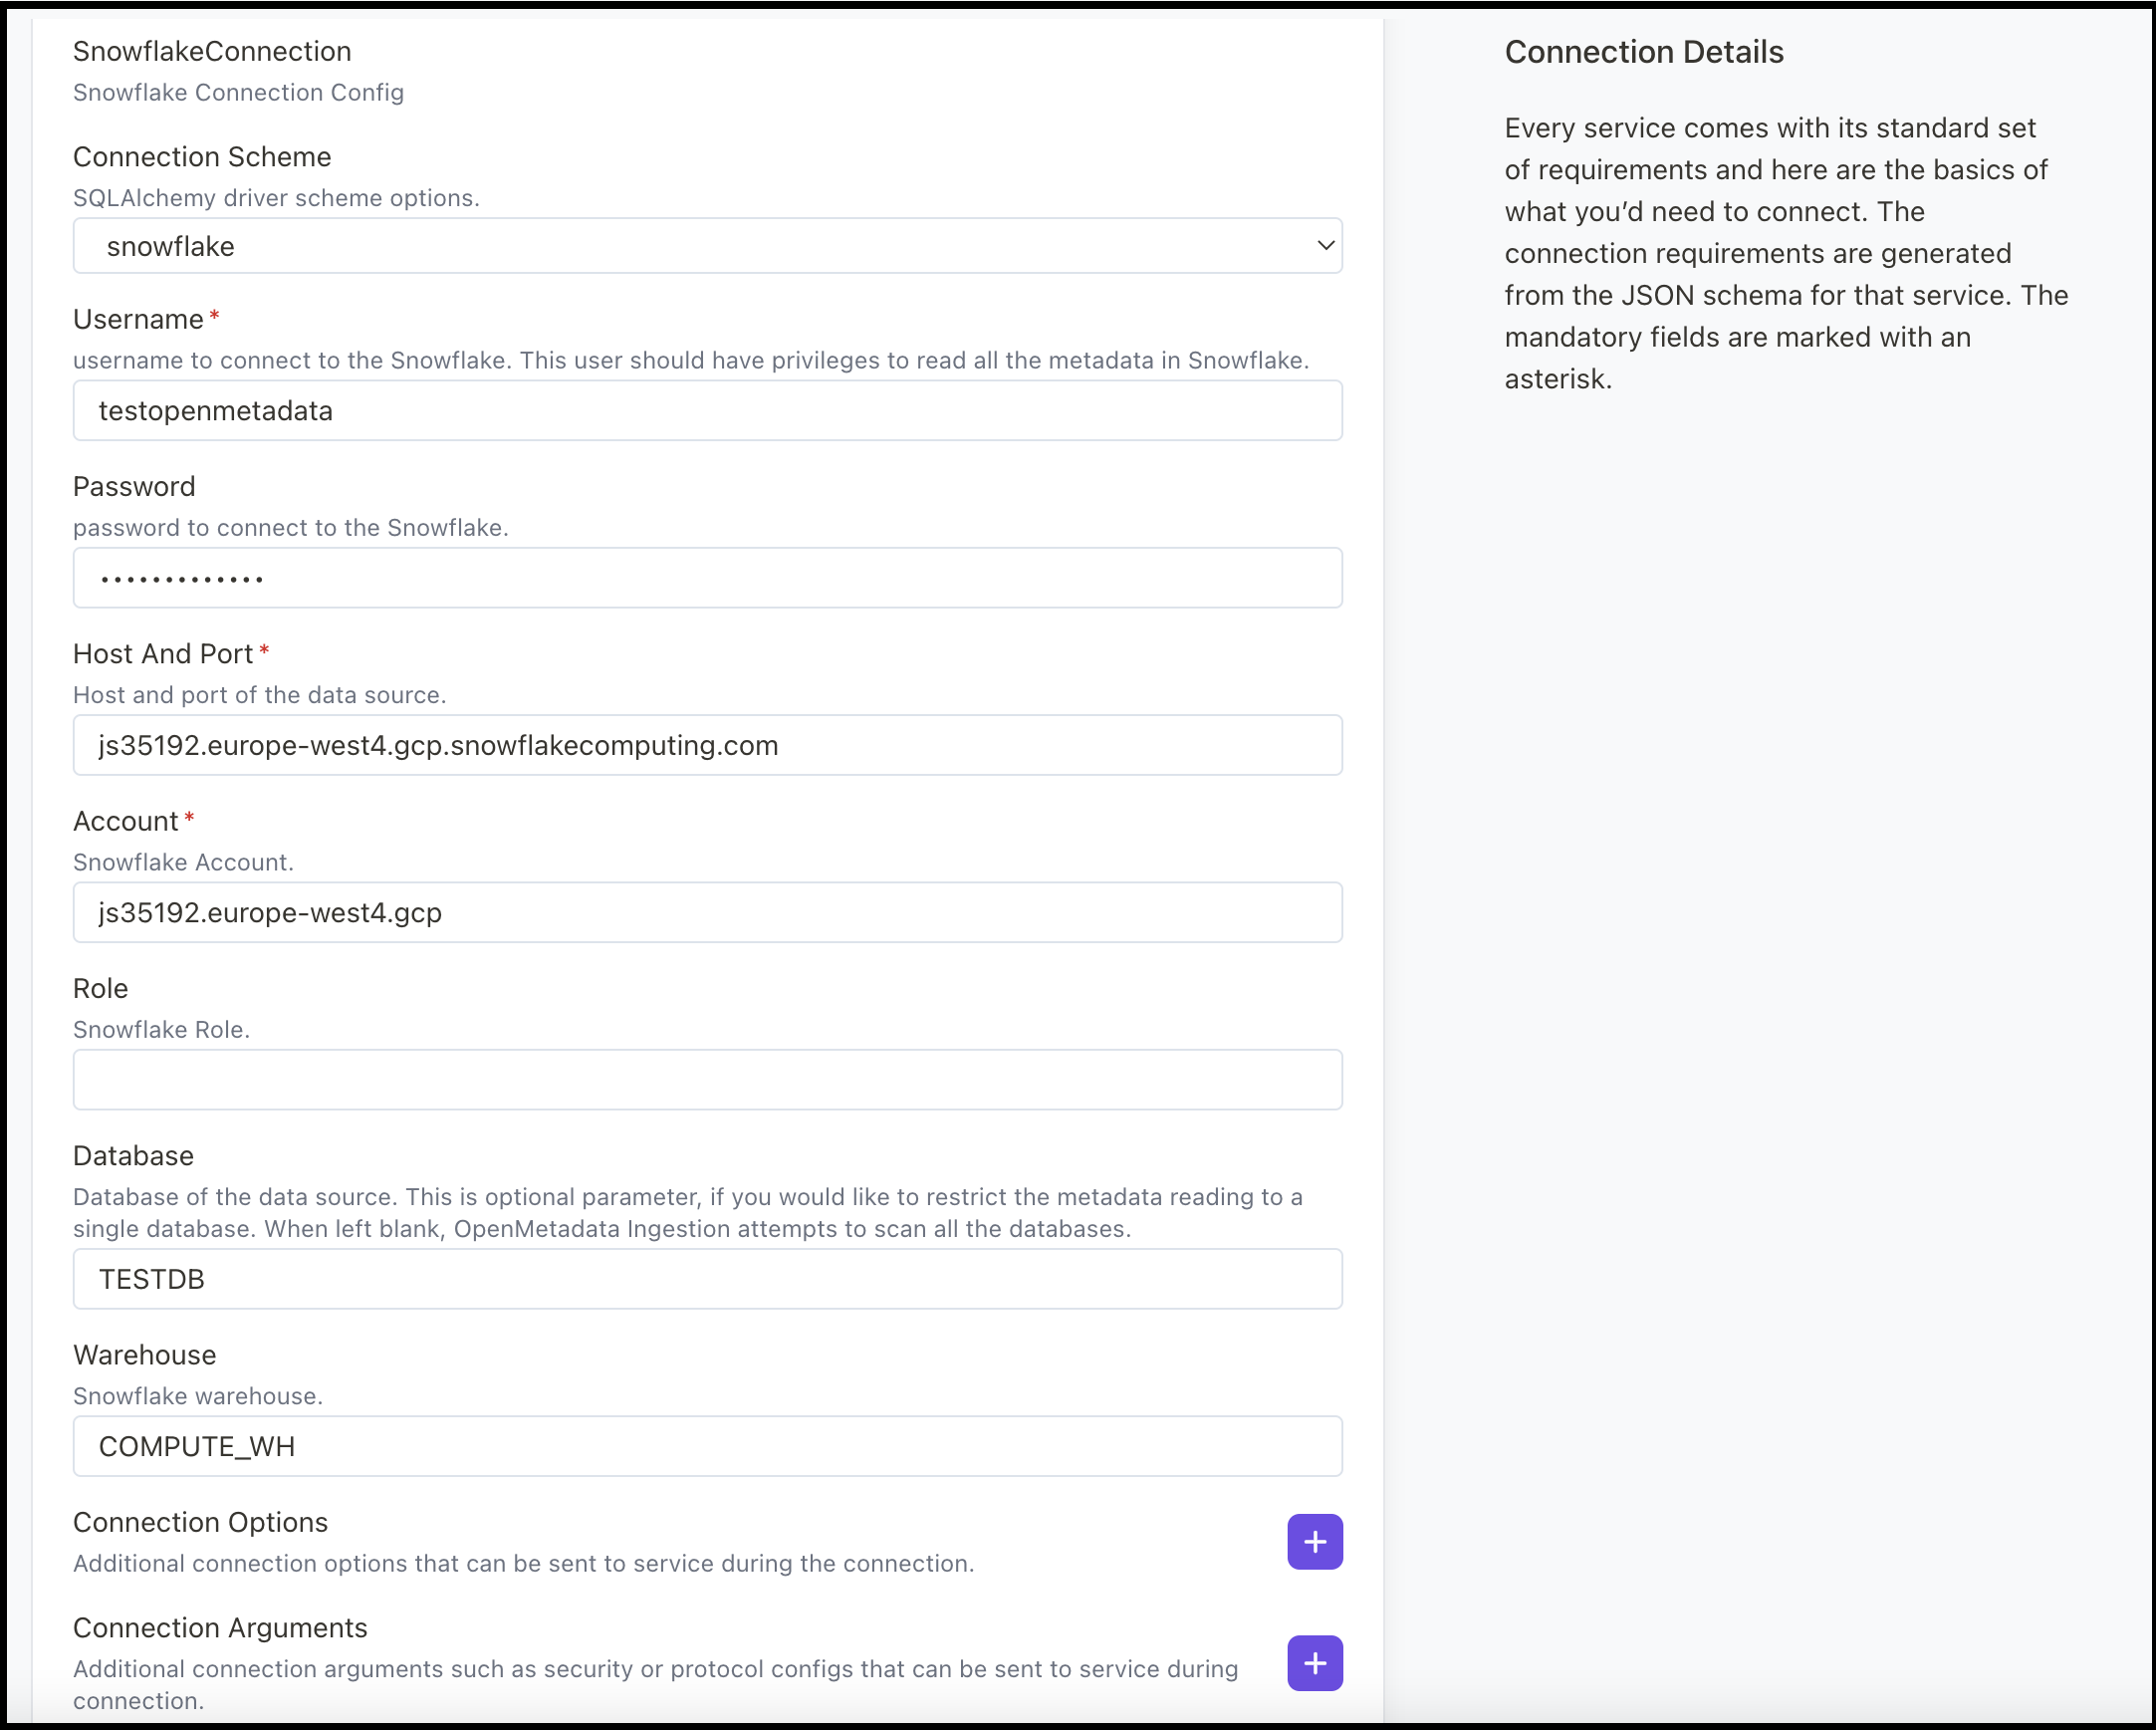 SnowflakeConnection
Snowflake Connection Config
Connection Scheme
SQLAlchemy driver scheme options.
snowflake
Username*
username to connect to the Snowflake. This user should have privileges to read all the metadata in Snowflake.
testopenmetadata
Password
password to connect to the Snowflake.
•••••••••••••
Host And Port*
Host and port of the data source.
js35192.europe-west4.gcp.snowflakecomputing.com
Account*
Snowflake Account.
js35192.europe-west4.gcp
Role
Snowflake Role.
Database
Database of the data source. This is optional parameter, if you would like to restrict the metadata reading to a
single database. When left blank, OpenMetadata Ingestion attempts to scan all the databases.
TESTDB
Warehouse
Snowflake warehouse.
COMPUTE_WH
Connection Options
Additional connection options that can be sent to service during the connection.
+
Connection Arguments
Additional connection arguments such as security or protocol configs that can be sent to service during
connection.
+
Connection Details
Every service comes with its standard set
of requirements and here are the basics of
what you’d need to connect. The
connection requirements are generated
from the JSON schema for that service. The
mandatory fields are marked with an
asterisk.